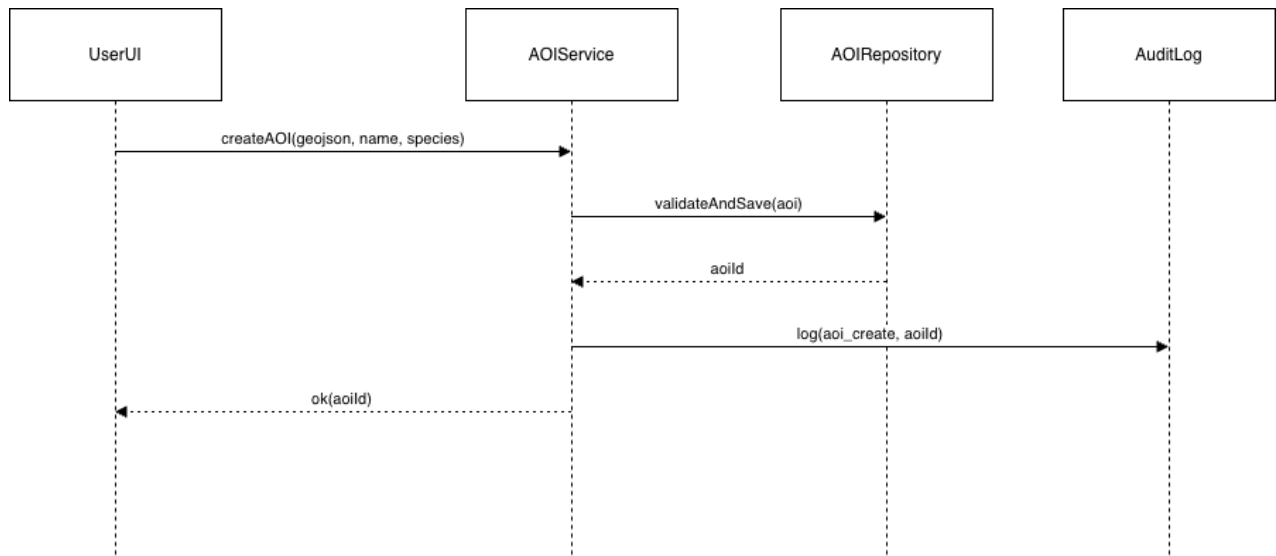 UserUI
AOIService
AOIRepository
AuditLog
createAOI(geojson, name, species)
validateAndSave(aoi)
aoiId
log(aoi_create, aoiId)
ok(aoiId)